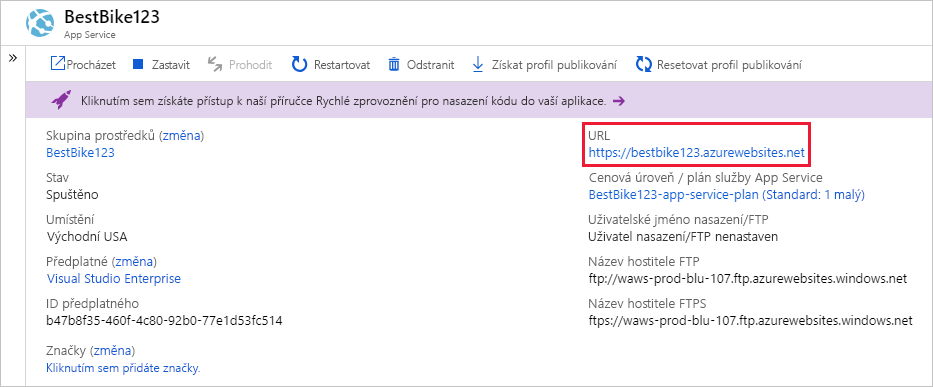 BestBike123
App Service
»
Procházet Zastavit Prohodit Restartovat Odstranit Získat profil publikování Resetovat profil publikování
Kliknutím sem získáte přístup k naší příručce Rychlé zprovoznění pro nasazení kódu do vaší aplikace. →
Skupina prostředků (změna)
BestBike123
Stav
Spuštěno
Umístění
Východní USA
Předplatné (změna)
Visual Studio Enterprise
ID předplatného
b47b8f35-460f-4c80-92b0-77e1d53fc514
Značky (změna)
Kliknutím sem přidáte značky.
URL
https://bestbike123.azurewebsites.net
Cenová úroveň / plán služby App Service
BestBike123-app-service-plan (Standard: 1 malý)
Uživatelské jméno nasazení/FTP
Uživatel nasazení/FTP nenastaven
Název hostitele FTP
ftp://waws-prod-blu-107.ftp.azurewebsites.windows.net
Název hostitele FTPS
ftps://waws-prod-blu-107.ftp.azurewebsites.windows.net